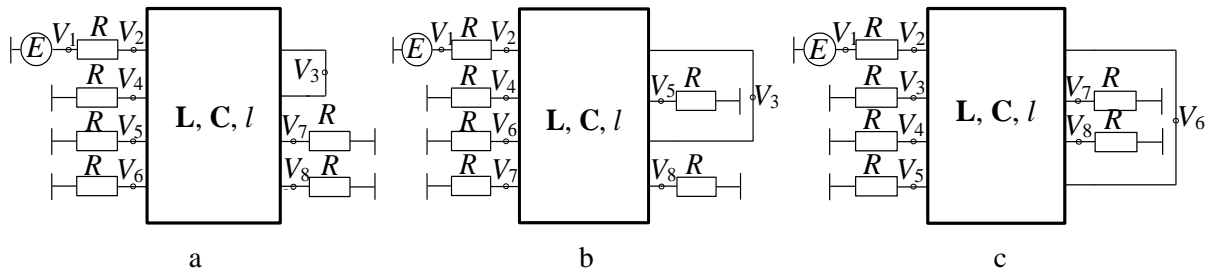 E V1 R V2 R V4 R V5 R V6 L, C, l V3 V7 R V8 R
E V1 R V2 R V4 R V6 R V7 L, C, l V5 R V3 V8 R
E V1 R V2 R V3 R V4 R V5 L, C, l V7 R V8 R V6
a b c